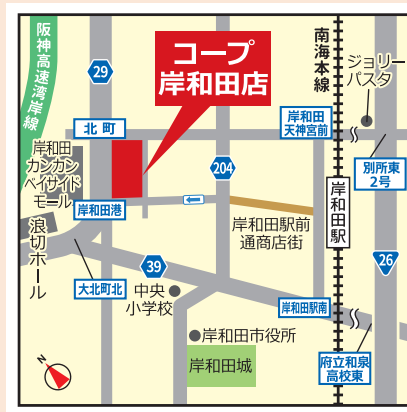 阪神高速湾岸線
29
コープ
岸和田店
南海本線
ジョリー
パスタ
北町
岸和田
天神宮前
岸和田
カンカン
ベイサイド
モール
204
別所東
2号
岸和田港
岸和田駅
浪切ホール
岸和田駅前
通商店街
39
26
大北町北
中央
小学校
岸和田駅南
岸和田市役所
岸和田城
府立和泉
高校東
N